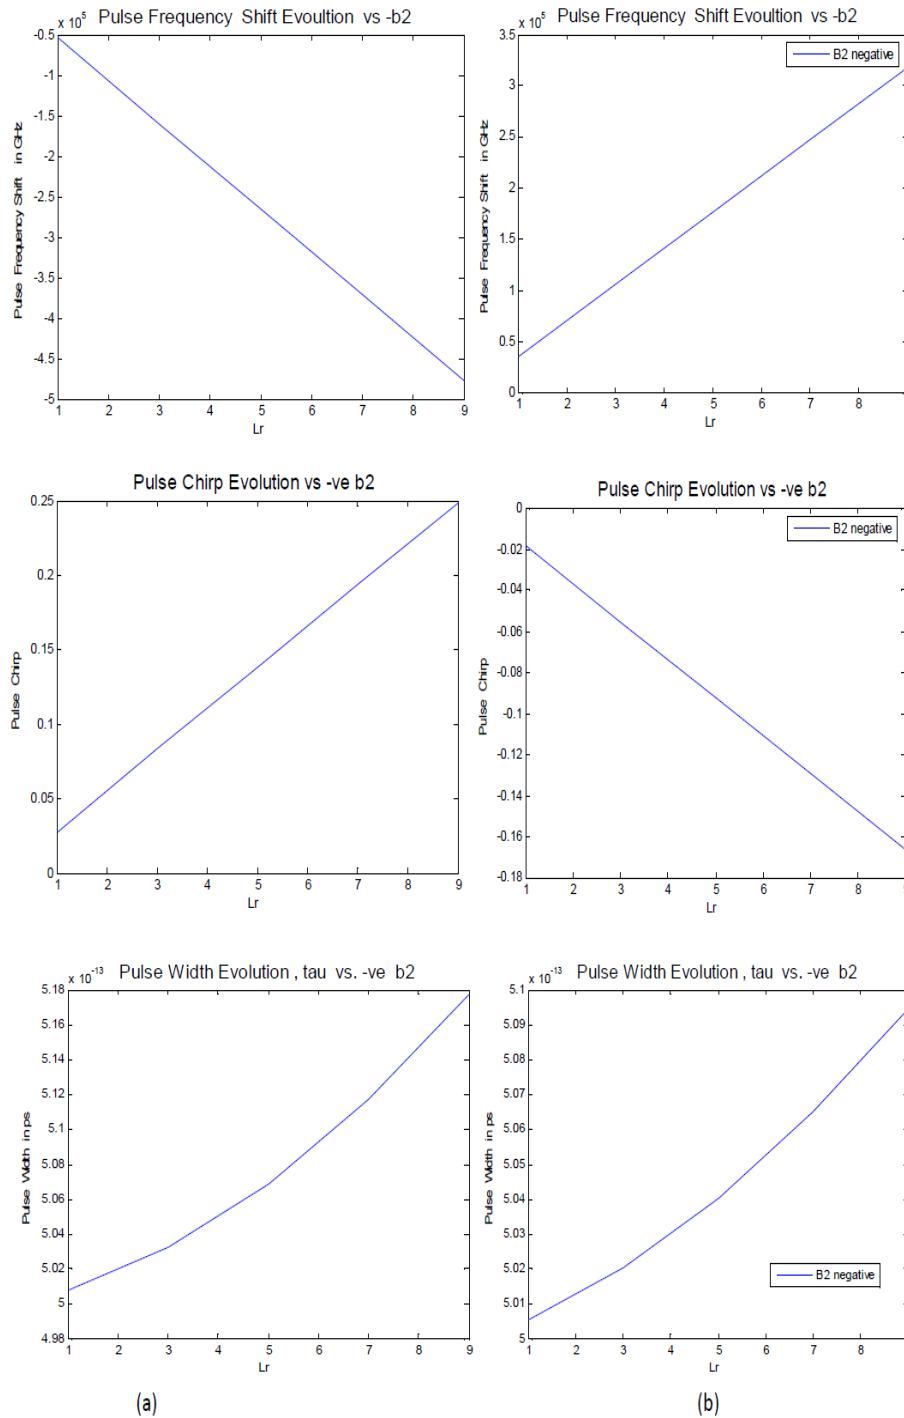 Pulse Frequency Shift Evoultion vs -b2
x 10^5
-0.5
-1
-1.5
-2
-2.5
-3
-3.5
-4
-4.5
-5
Pulse Frequency Shift in GHz
1 2 3 4 5 6 7 8 9
Lr
Pulse Frequency Shift Evoultion vs -b2
x 10^5
3.5
3
2.5
2
1.5
1
0.5
0
Pulse Frequency Shift in GHz
B2 negative
1 2 3 4 5 6 7 8
Lr
Pulse Chirp Evolution vs -ve b2
0.25
0.2
0.15
0.1
0.05
0
Pulse Chirp
1 2 3 4 5 6 7 8 9
Lr
Pulse Chirp Evolution vs -ve b2
0
-0.02
-0.04
-0.06
-0.08
-0.1
-0.12
-0.14
-0.16
-0.18
Pulse Chirp
B2 negative
1 2 3 4 5 6 7 8 9
Lr
Pulse Width Evolution , tau vs. -ve b2
x 10^-13
5.18
5.16
5.14
5.12
5.1
5.08
5.06
5.04
5.02
5
4.98
Pulse Width in ps
1 2 3 4 5 6 7 8 9
Lr
(a)
Pulse Width Evolution , tau vs. -ve b2
x 10^-13
5.1
5.09
5.08
5.07
5.06
5.05
5.04
5.03
5.02
5.01
5
Pulse Width in ps
B2 negative
1 2 3 4 5 6 7 8 9
Lr
(b)